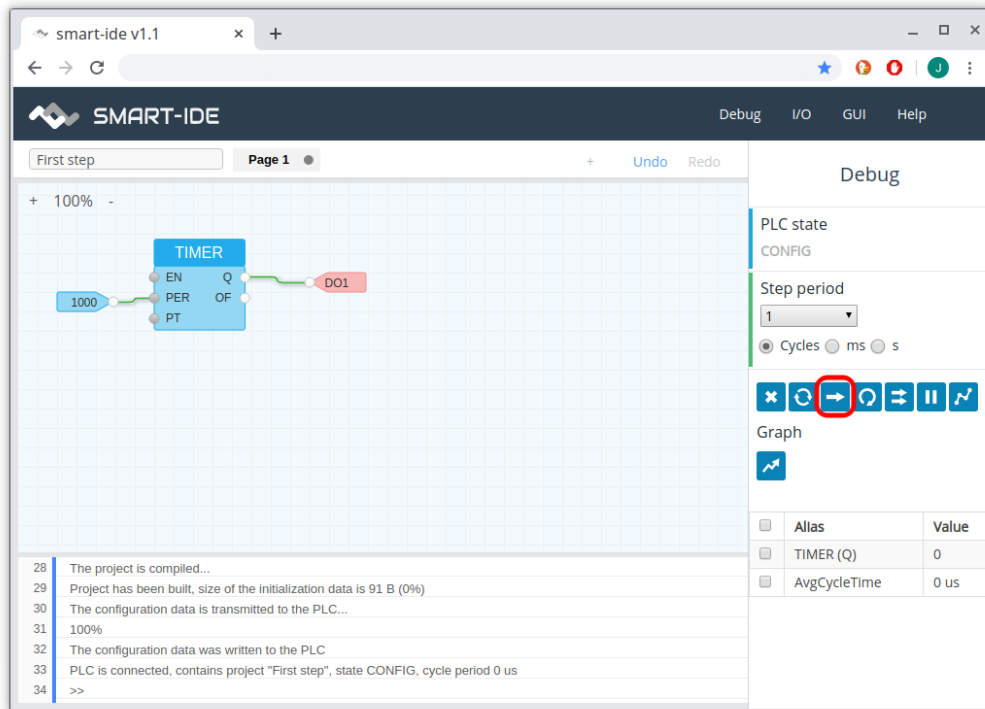 smart-ide v1.1
J
SMART-IDE
Debug I/O GUI Help
First step
Page 1
+ Undo Redo
+ 100% -
TIMER
EN Q
PER OF
PT
1000
DO1
Debug
PLC state
CONFIG
Step period
1
Cycles ms s
Graph
Alias Value
TIMER (Q) 0
AvgCycleTime 0 us
28 The project is compiled...
29 Project has been built, size of the initialization data is 91 B (0%)
30 The configuration data is transmitted to the PLC...
31 100%
32 The configuration data was written to the PLC
33 PLC is connected, contains project "First step", state CONFIG, cycle period 0 us
34 >>